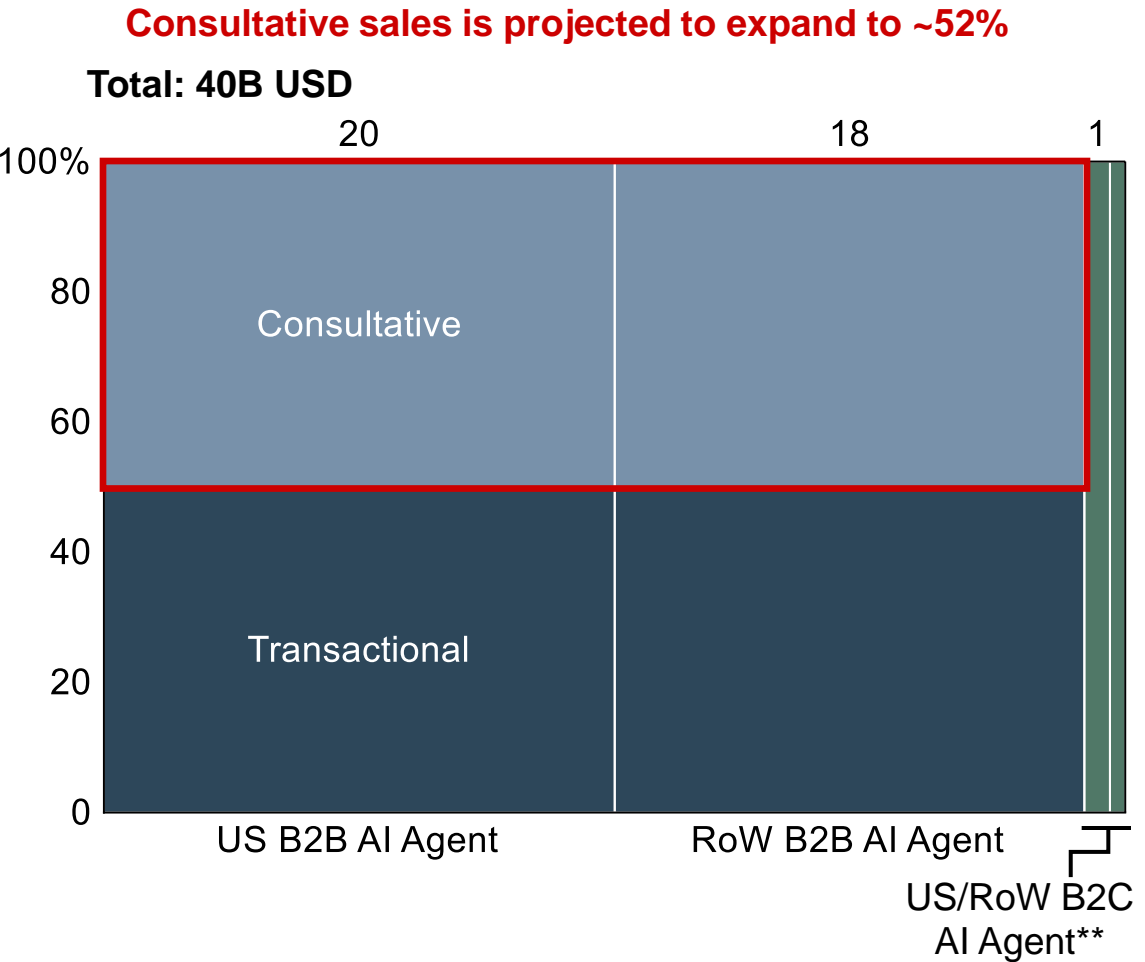 Consultative sales is projected to expand to ~52%
Total: 40B USD
20 18 1
100%
80
Consultative
60
40
Transactional
20
0
US B2B AI Agent RoW B2B AI Agent
US/RoW B2C
AI Agent**